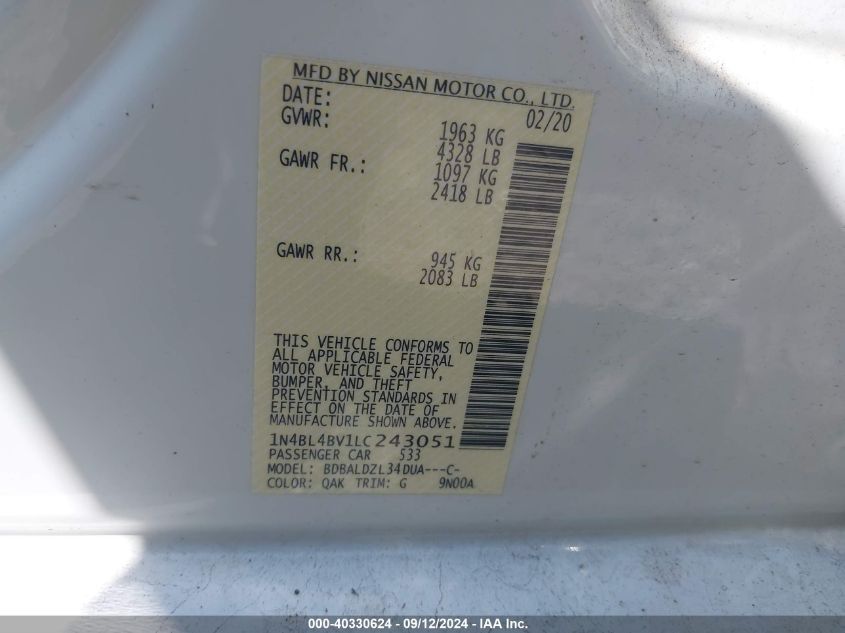 MFD BY NISSAN MOTOR CO., LTD.
DATE: 02/20
GVWR: 1963 KG
4328 LB
GAWR FR.: 1097 KG
2418 LB
GAWR RR.: 945 KG
2083 LB
THIS VEHICLE CONFORMS TO
ALL APPLICABLE FEDERAL
MOTOR VEHICLE SAFETY,
BUMPER, AND THEFT
PREVENTION STANDARDS IN
EFFECT ON THE DATE OF
MANUFACTURE SHOWN ABOVE.
1N4BL4BV1LC243051
PASSENGER CAR 533
MODEL: BDBALDZL34DUA---C-
COLOR: QAK TRIM: G 9N00A
000-40330624 - 09/12/2024 - IAA Inc.